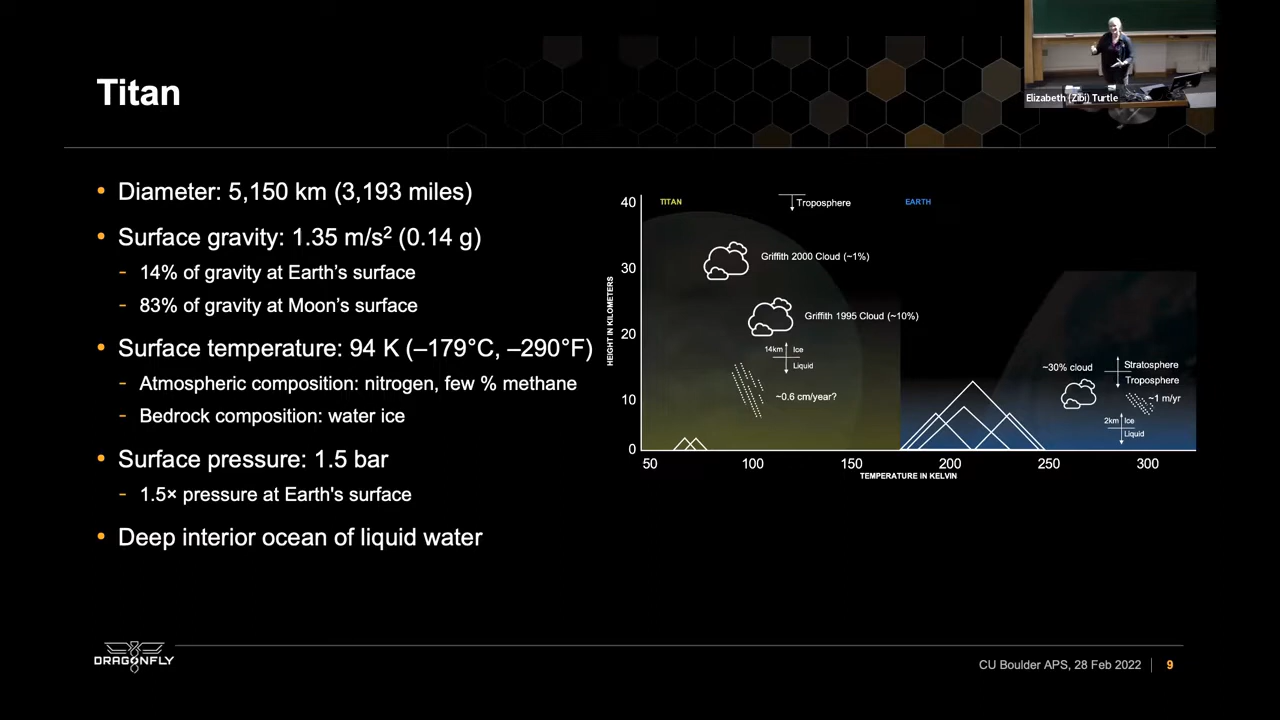 Elizabeth (Zibi) Turtle
Titan
• Diameter: 5,150 km (3,193 miles)
• Surface gravity: 1.35 m/s² (0.14 g)
- 14% of gravity at Earth's surface
- 83% of gravity at Moon's surface
• Surface temperature: 94 K (–179°C, –290°F)
- Atmospheric composition: nitrogen, few % methane
- Bedrock composition: water ice
• Surface pressure: 1.5 bar
- 1.5× pressure at Earth's surface
• Deep interior ocean of liquid water
HEIGHT IN KILOMETERS
40
30
20
10
0
TITAN
Troposphere
EARTH
Griffith 2000 Cloud (~1%)
Griffith 1995 Cloud (~10%)
14km Ice
Liquid
~0.6 cm/year?
~30% cloud
Stratosphere
Troposphere
~1 m/yr
2km Ice
Liquid
50 100 150 200 250 300
TEMPERATURE IN KELVIN
DRAGONFLY
CU Boulder APS, 28 Feb 2022 | 9